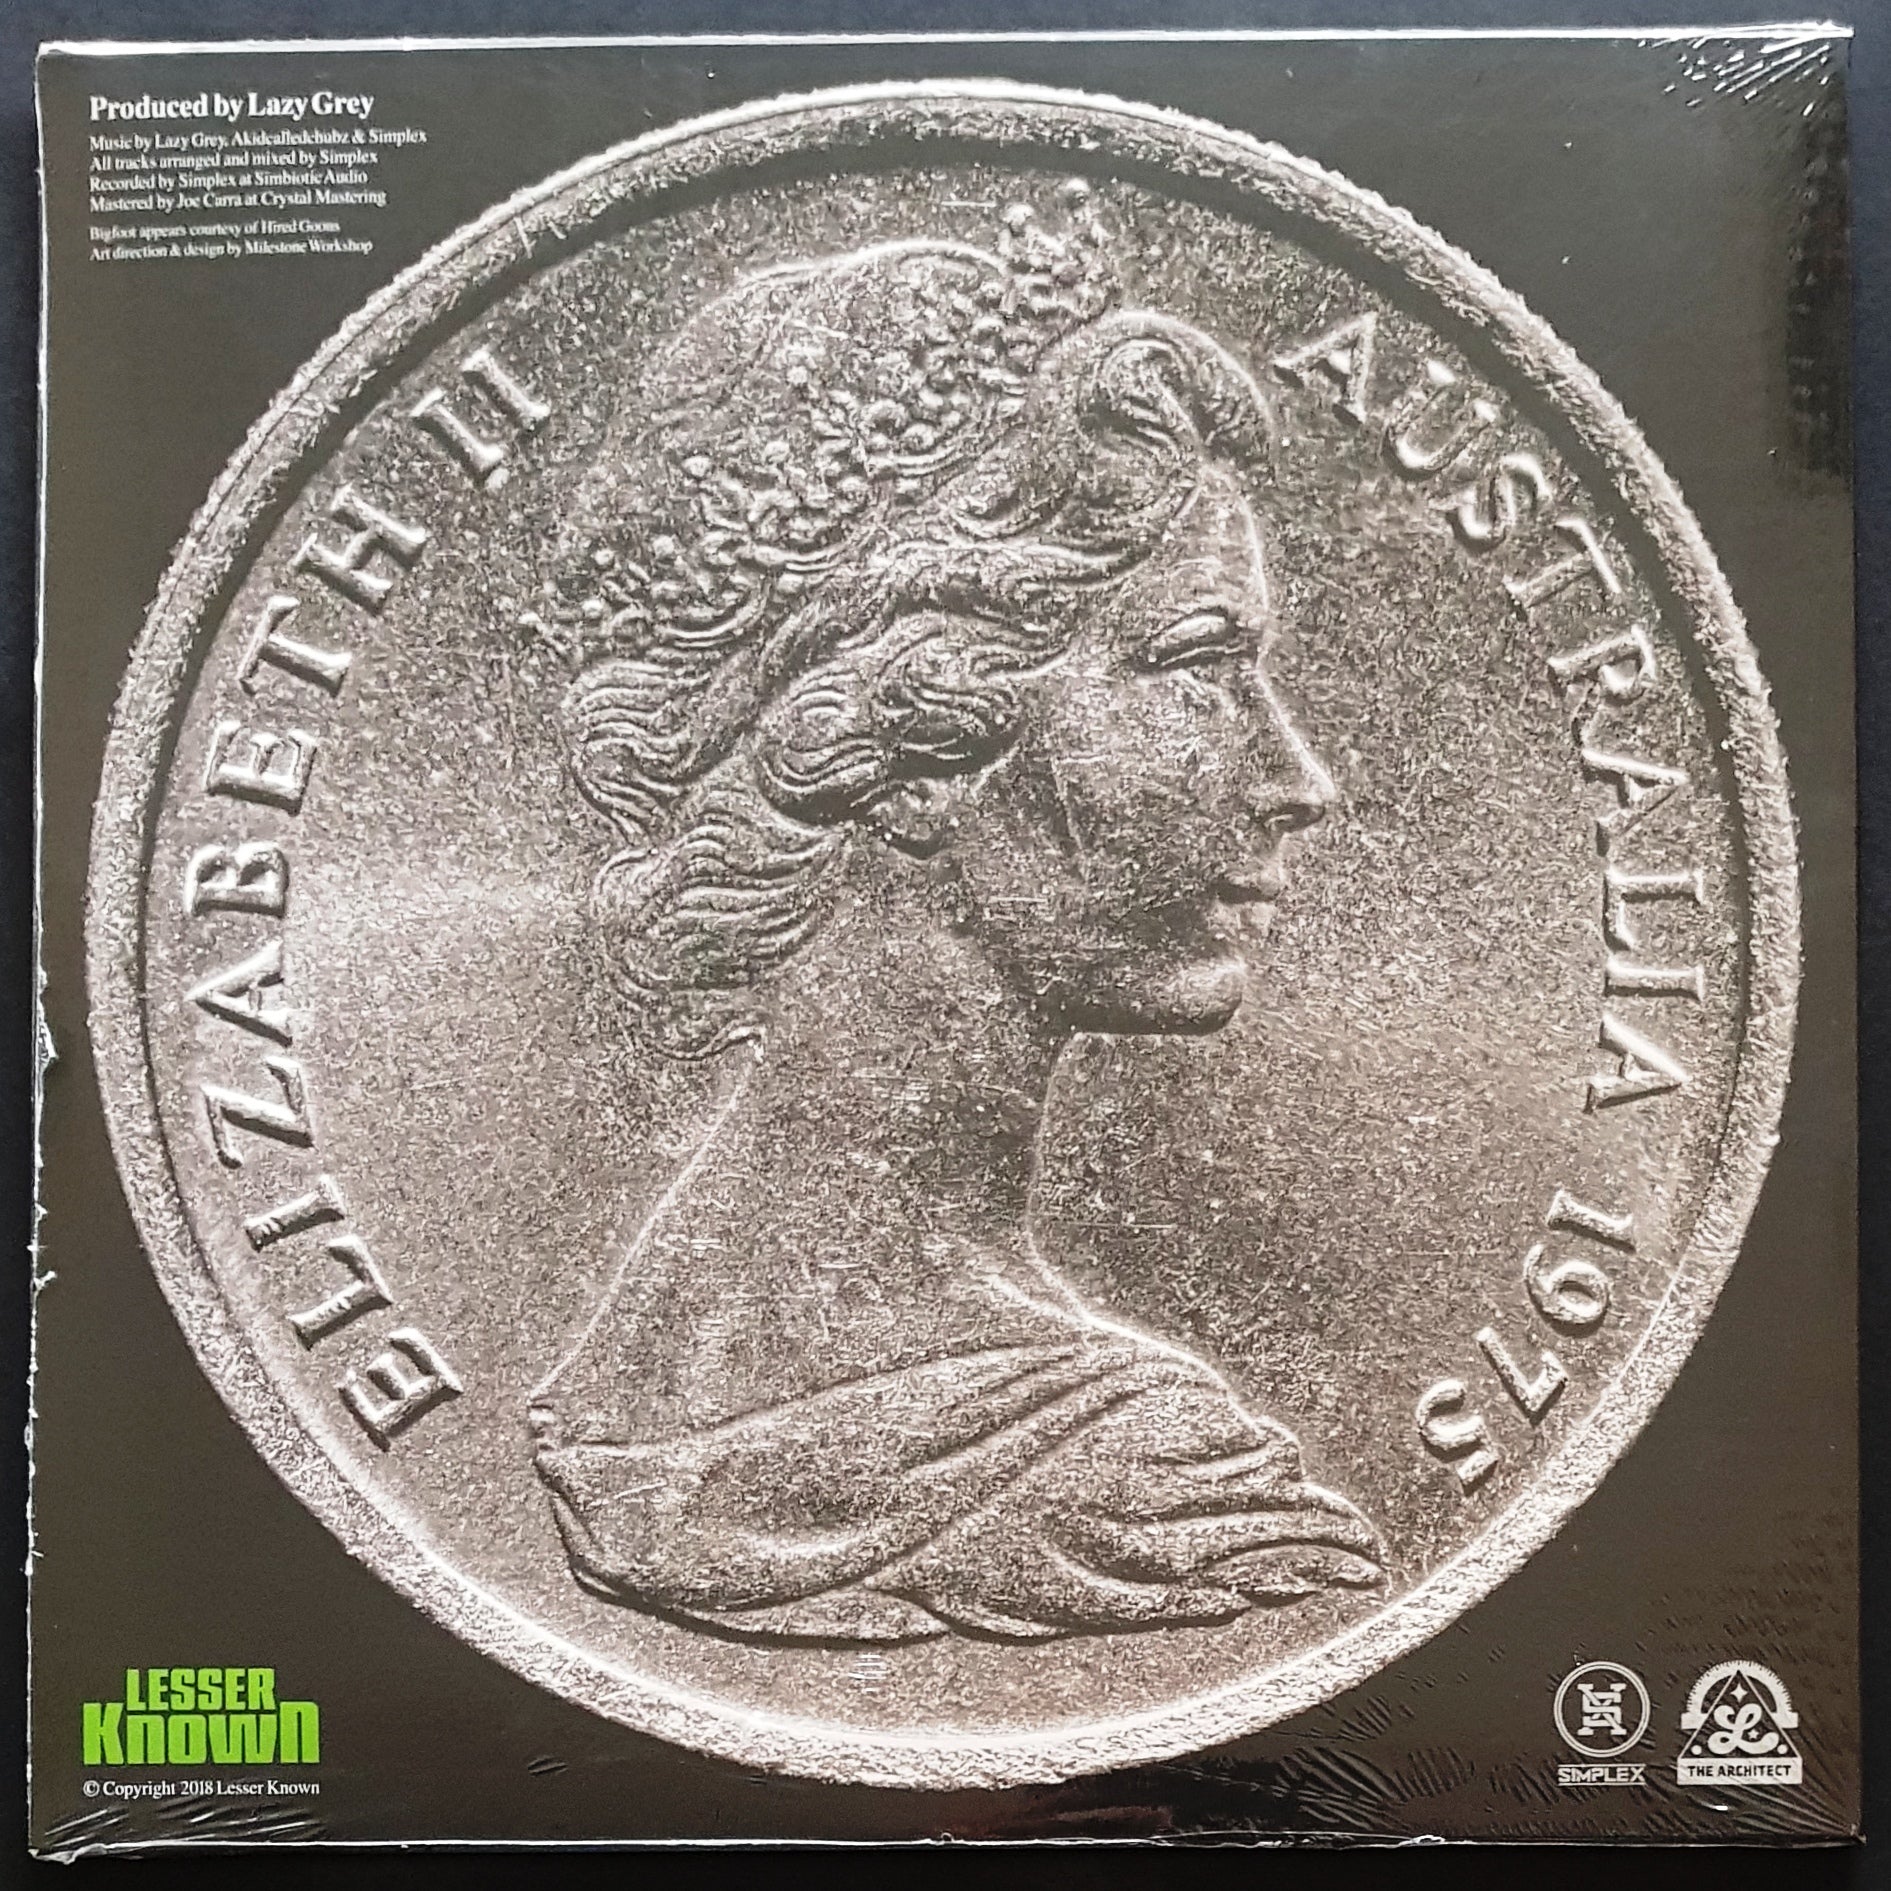 Produced by Lazy Grey
Music by Lazy Grey, Akidcalledchubz & Simplex
All tracks arranged and mixed by Simplex
Recorded by Simplex at Simbiotic Audio
Mastered by Joe Carra at Crystal Mastering
Bigfoot appears courtesy of Hired Goons
Art direction & design by Milestone Workshop
ELIZABETH II
AUSTRALIA 1975
LESSER
KNOWN
© Copyright 2018 Lesser Known
SIMPLEX
L
THE ARCHITECT